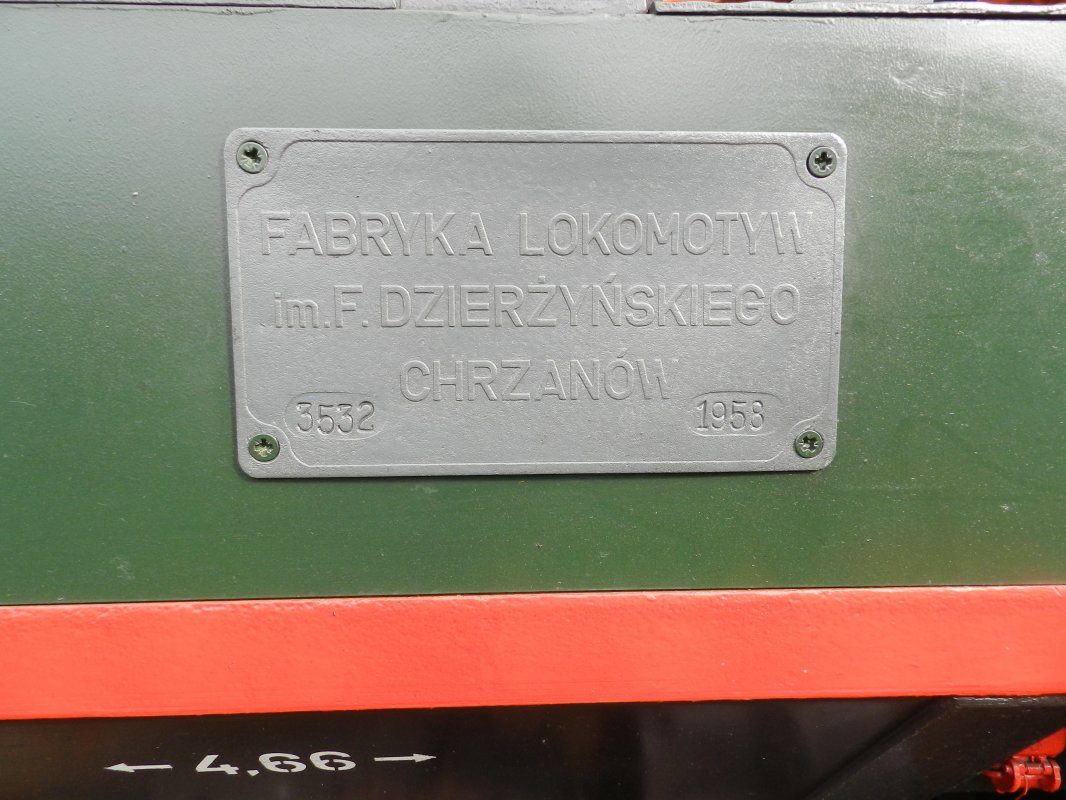 FABRYKA LOKOMOTYW
im. F. DZIERŻYŃSKIEGO
CHRZANÓW
3532 1958
← 4,66 →